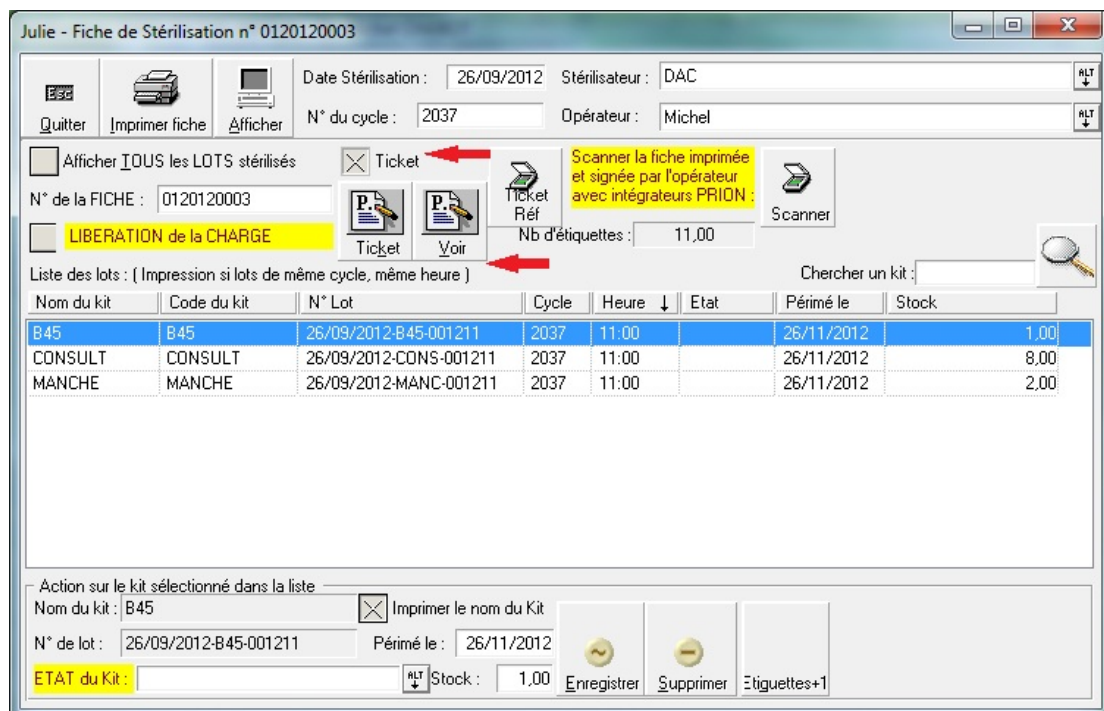 Julie - Fiche de Stérilisation n° 0120120003
Esc
Quitter
Imprimer fiche
Afficher
Date Stérilisation : 26/09/2012 Stérilisateur : DAC ALT
N° du cycle : 2037 Opérateur : Michel ALT
Afficher TOUS les LOTS stérilisés
Ticket
N° de la FICHE : 0120120003
LIBERATION de la CHARGE
P.
Ticket
P.
Voir
Ticket
Réf
Scanner la fiche imprimée
et signée par l'opérateur
avec intégrateurs PRION :
Scanner
Nb d'étiquettes : 11,00
Liste des lots : ( Impression si lots de même cycle, même heure ) Chercher un kit :
Nom du kit Code du kit N° Lot Cycle Heure ↓ Etat Périmé le Stock
B45 B45 26/09/2012-B45-001211 2037 11:00 26/11/2012 1,00
CONSULT CONSULT 26/09/2012-CONS-001211 2037 11:00 26/11/2012 8,00
MANCHE MANCHE 26/09/2012-MANC-001211 2037 11:00 26/11/2012 2,00
Action sur le kit sélectionné dans la liste
Nom du kit : B45 Imprimer le nom du Kit
N° de lot : 26/09/2012-B45-001211 Périmé le : 26/11/2012
ETAT du Kit : ALT Stock : 1,00
Enregistrer
Supprimer
Etiquettes+1